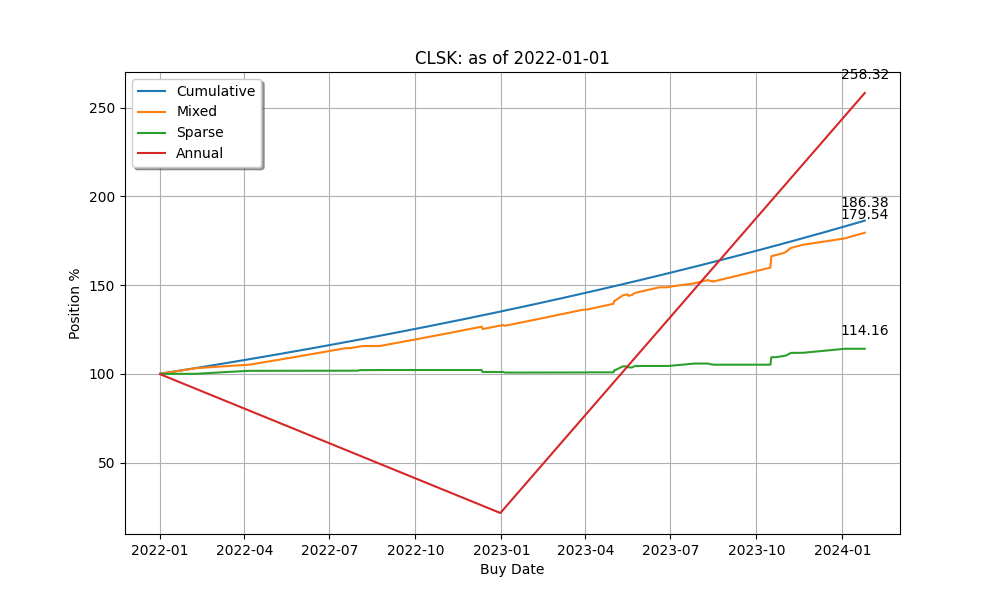 CLSK: as of 2022-01-01
258.32
Cumulative
Mixed
Sparse
Annual
250
200
186.38
179.54
150
114.16
100
50
Position %
2022-01 2022-04 2022-07 2022-10 2023-01 2023-04 2023-07 2023-10 2024-01
Buy Date